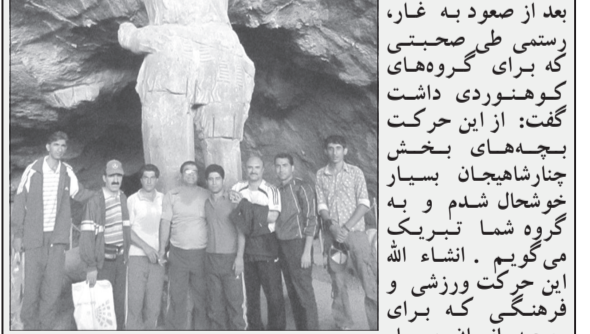 بعد از صعود به غار،
رستمی طی صحبتی
که برای گروه‌های
کوهنوردی داشت
گفت: از این حرکت
بچه‌های بخش
چنارشاهیجان بسیار
خوشحال شدم و به
گروه شما تبریک
می‌گویم . انشاء الله
این حرکت ورزشی و
فرهنگی که برای